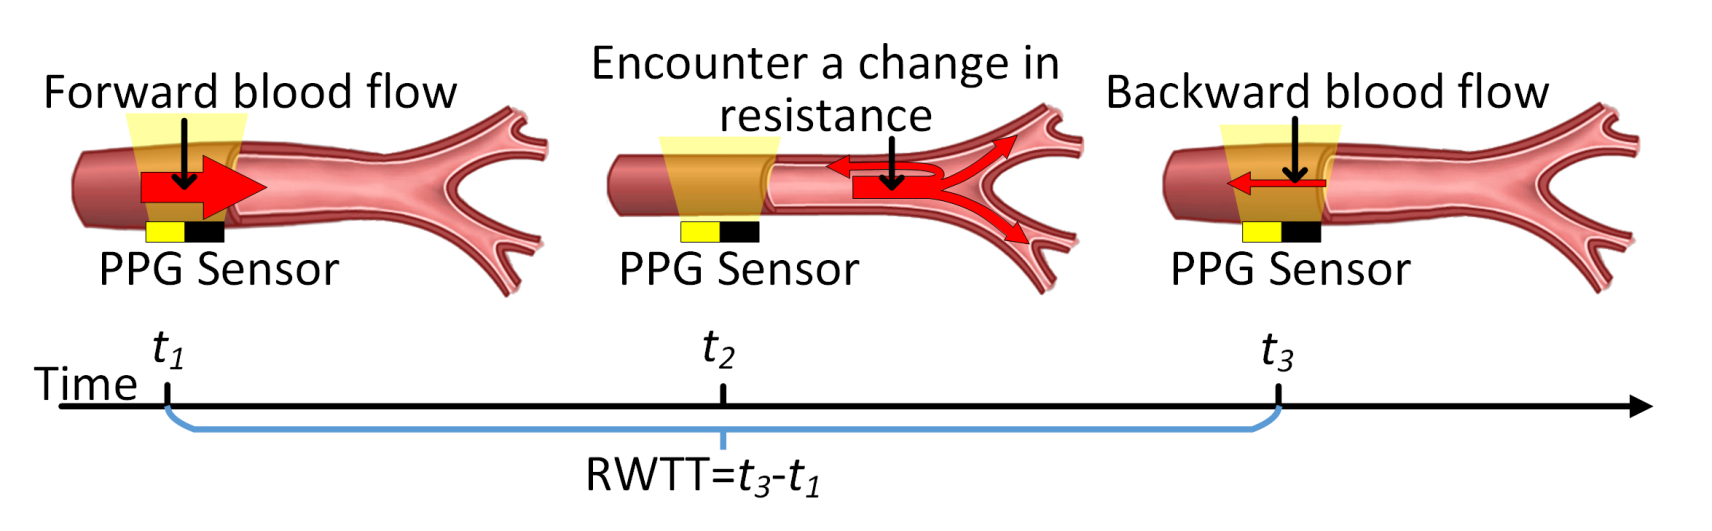 Forward blood flow
Encounter a change in
resistance
Backward blood flow
PPG Sensor
PPG Sensor
PPG Sensor
t1
t2
t3
Time
RWTT=t3-t1